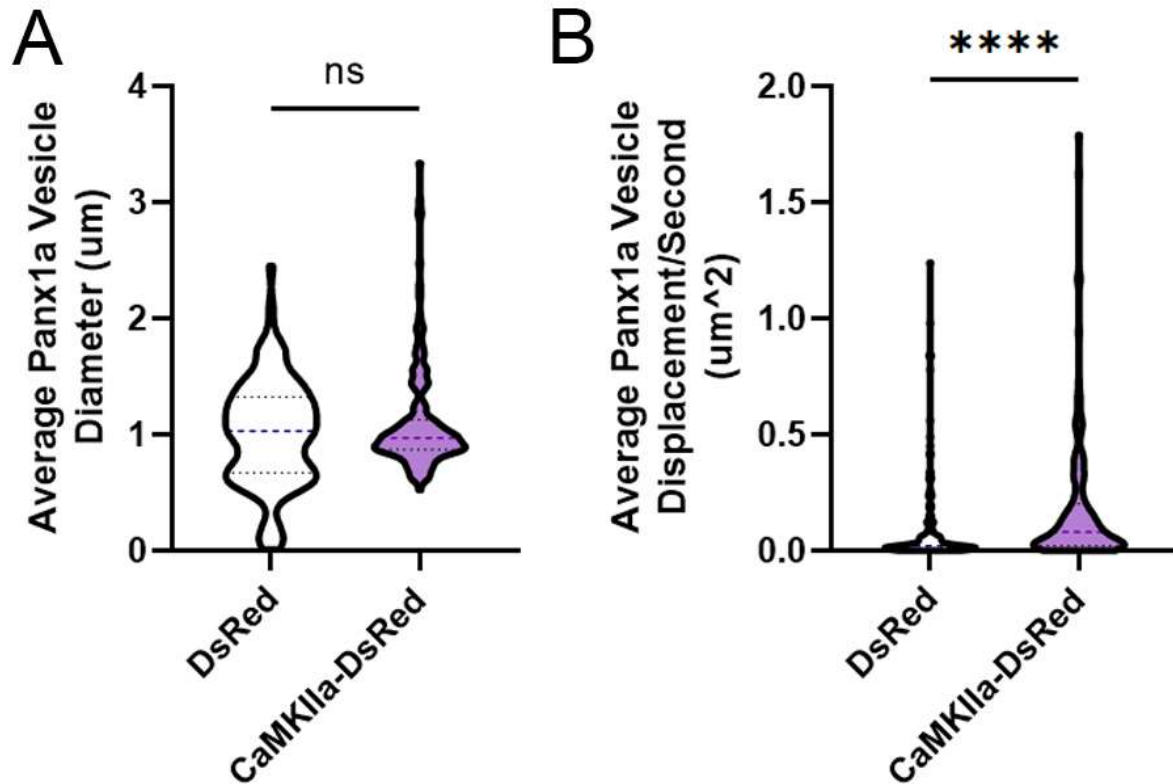 A
ns
4
3
2
1
0
Average Panx1a Vesicle
Diameter (um)
DsRed
CaMKIIa-DsRed
B
****
2.0
1.5
1.0
0.5
0.0
Average Panx1a Vesicle
Displacement/Second
(um^2)
DsRed
CaMKIIa-DsRed